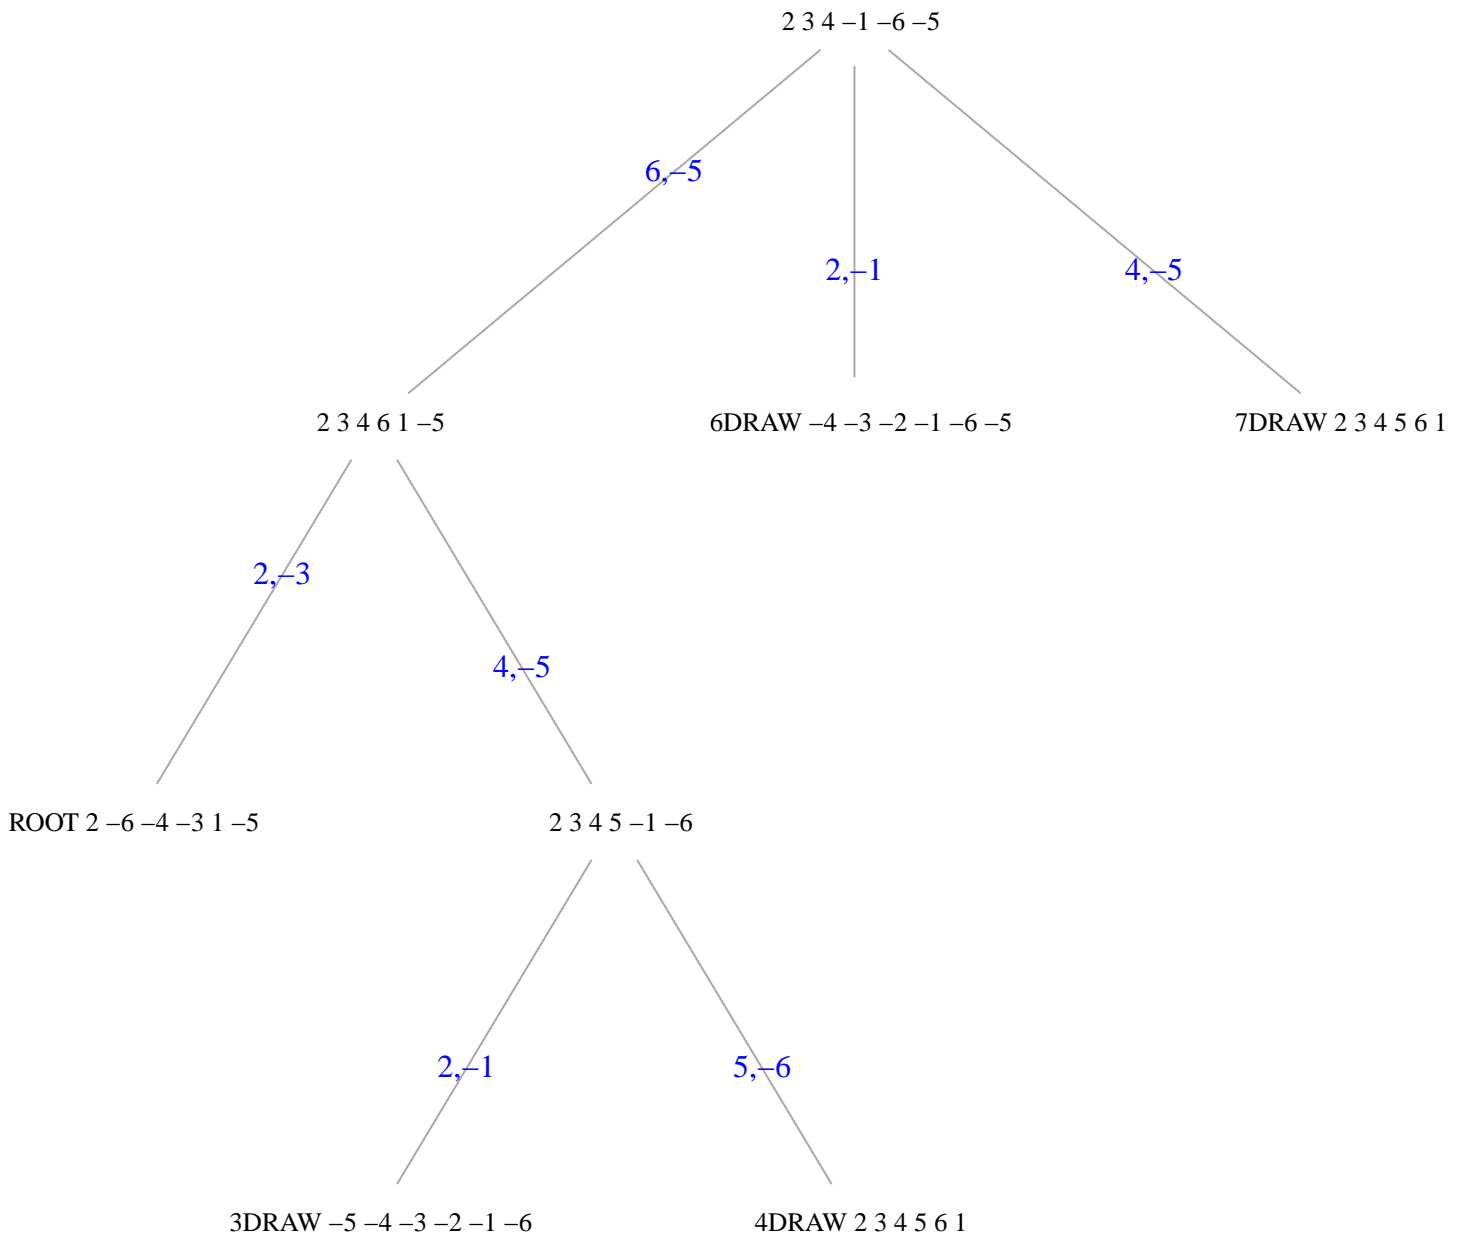 2 3 4 –1 –6 –5
6,–5
2,–1
4,–5
2 3 4 6 1 –5
6DRAW –4 –3 –2 –1 –6 –5
7DRAW 2 3 4 5 6 1
2,–3
4,–5
ROOT 2 –6 –4 –3 1 –5
2 3 4 5 –1 –6
2,–1
5,–6
3DRAW –5 –4 –3 –2 –1 –6
4DRAW 2 3 4 5 6 1